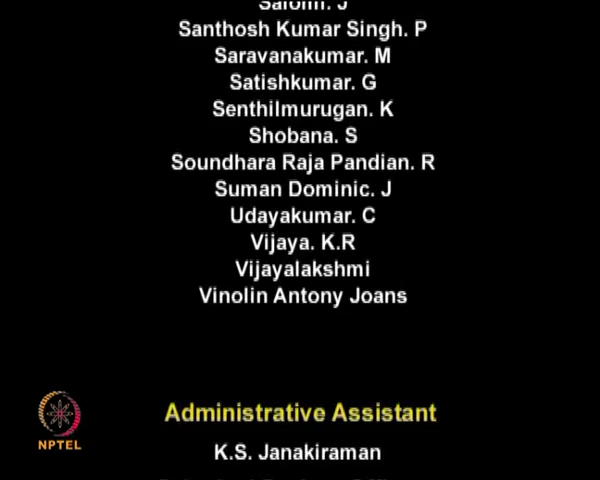 Santhosh Kumar Singh. P
Saravanakumar. M
Satishkumar. G
Senthilmurugan. K
Shobana. S
Soundhara Raja Pandian. R
Suman Dominic. J
Udayakumar. C
Vijaya. K.R
Vijayalakshmi
Vinolin Antony Joans
Administrative Assistant
NPTEL
K.S. Janakiraman